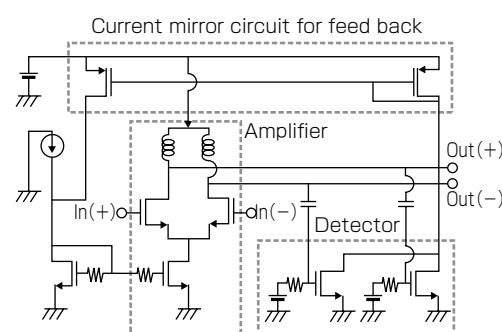 Current mirror circuit for feed back
Amplifier
Out(+)
Out(−)
In(+)
In(−)
Detector